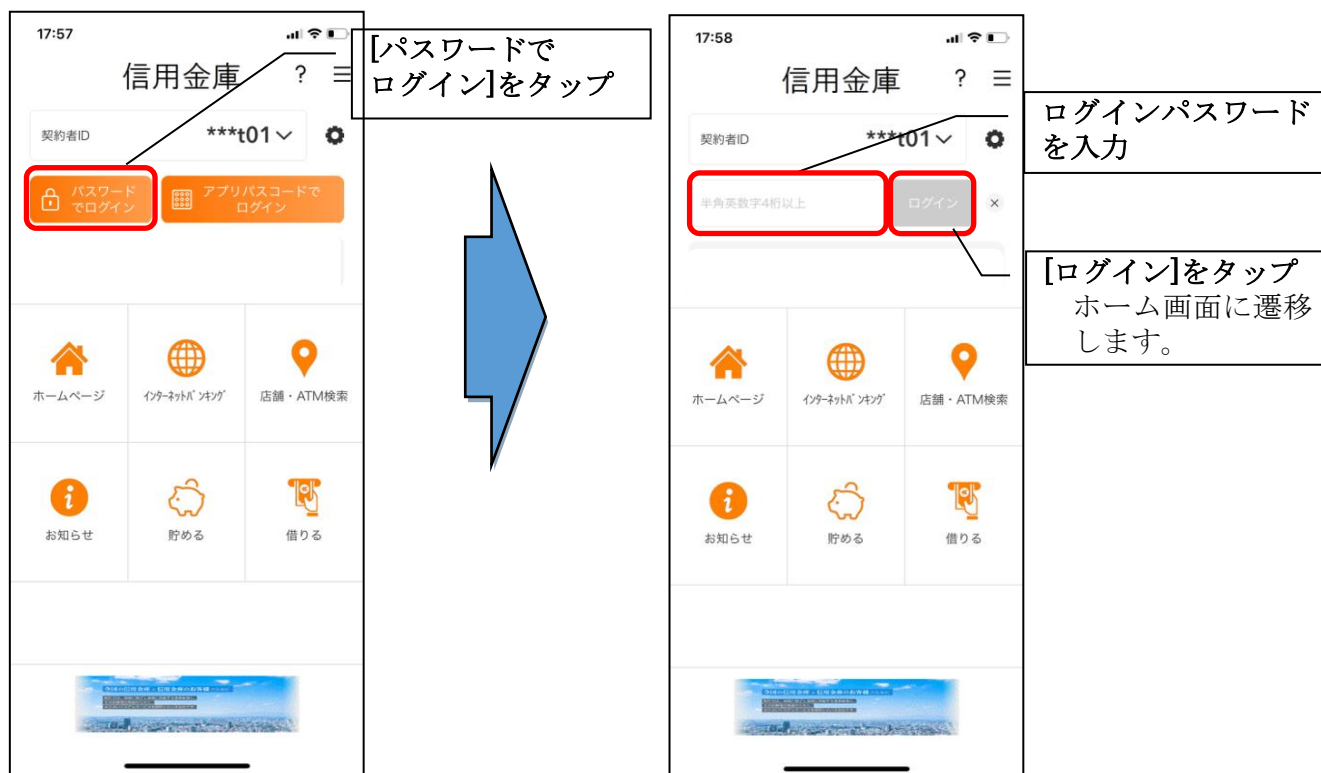 17:57
信用金庫 ?
契約者ID ***t01
パスワード
でログイン
アプリパスコードで
ログイン
ホームページ
インターネットバンキング
店舗・ATM検索
お知らせ
貯める
借りる
[パスワードで
ログイン]をタップ
17:58
信用金庫 ?
契約者ID ***t01
半角英数字4桁以上
ログイン
×
ホームページ
インターネットバンキング
店舗・ATM検索
お知らせ
貯める
借りる
ログインパスワード
を入力
[ログイン]をタップ
ホーム画面に遷移
します。